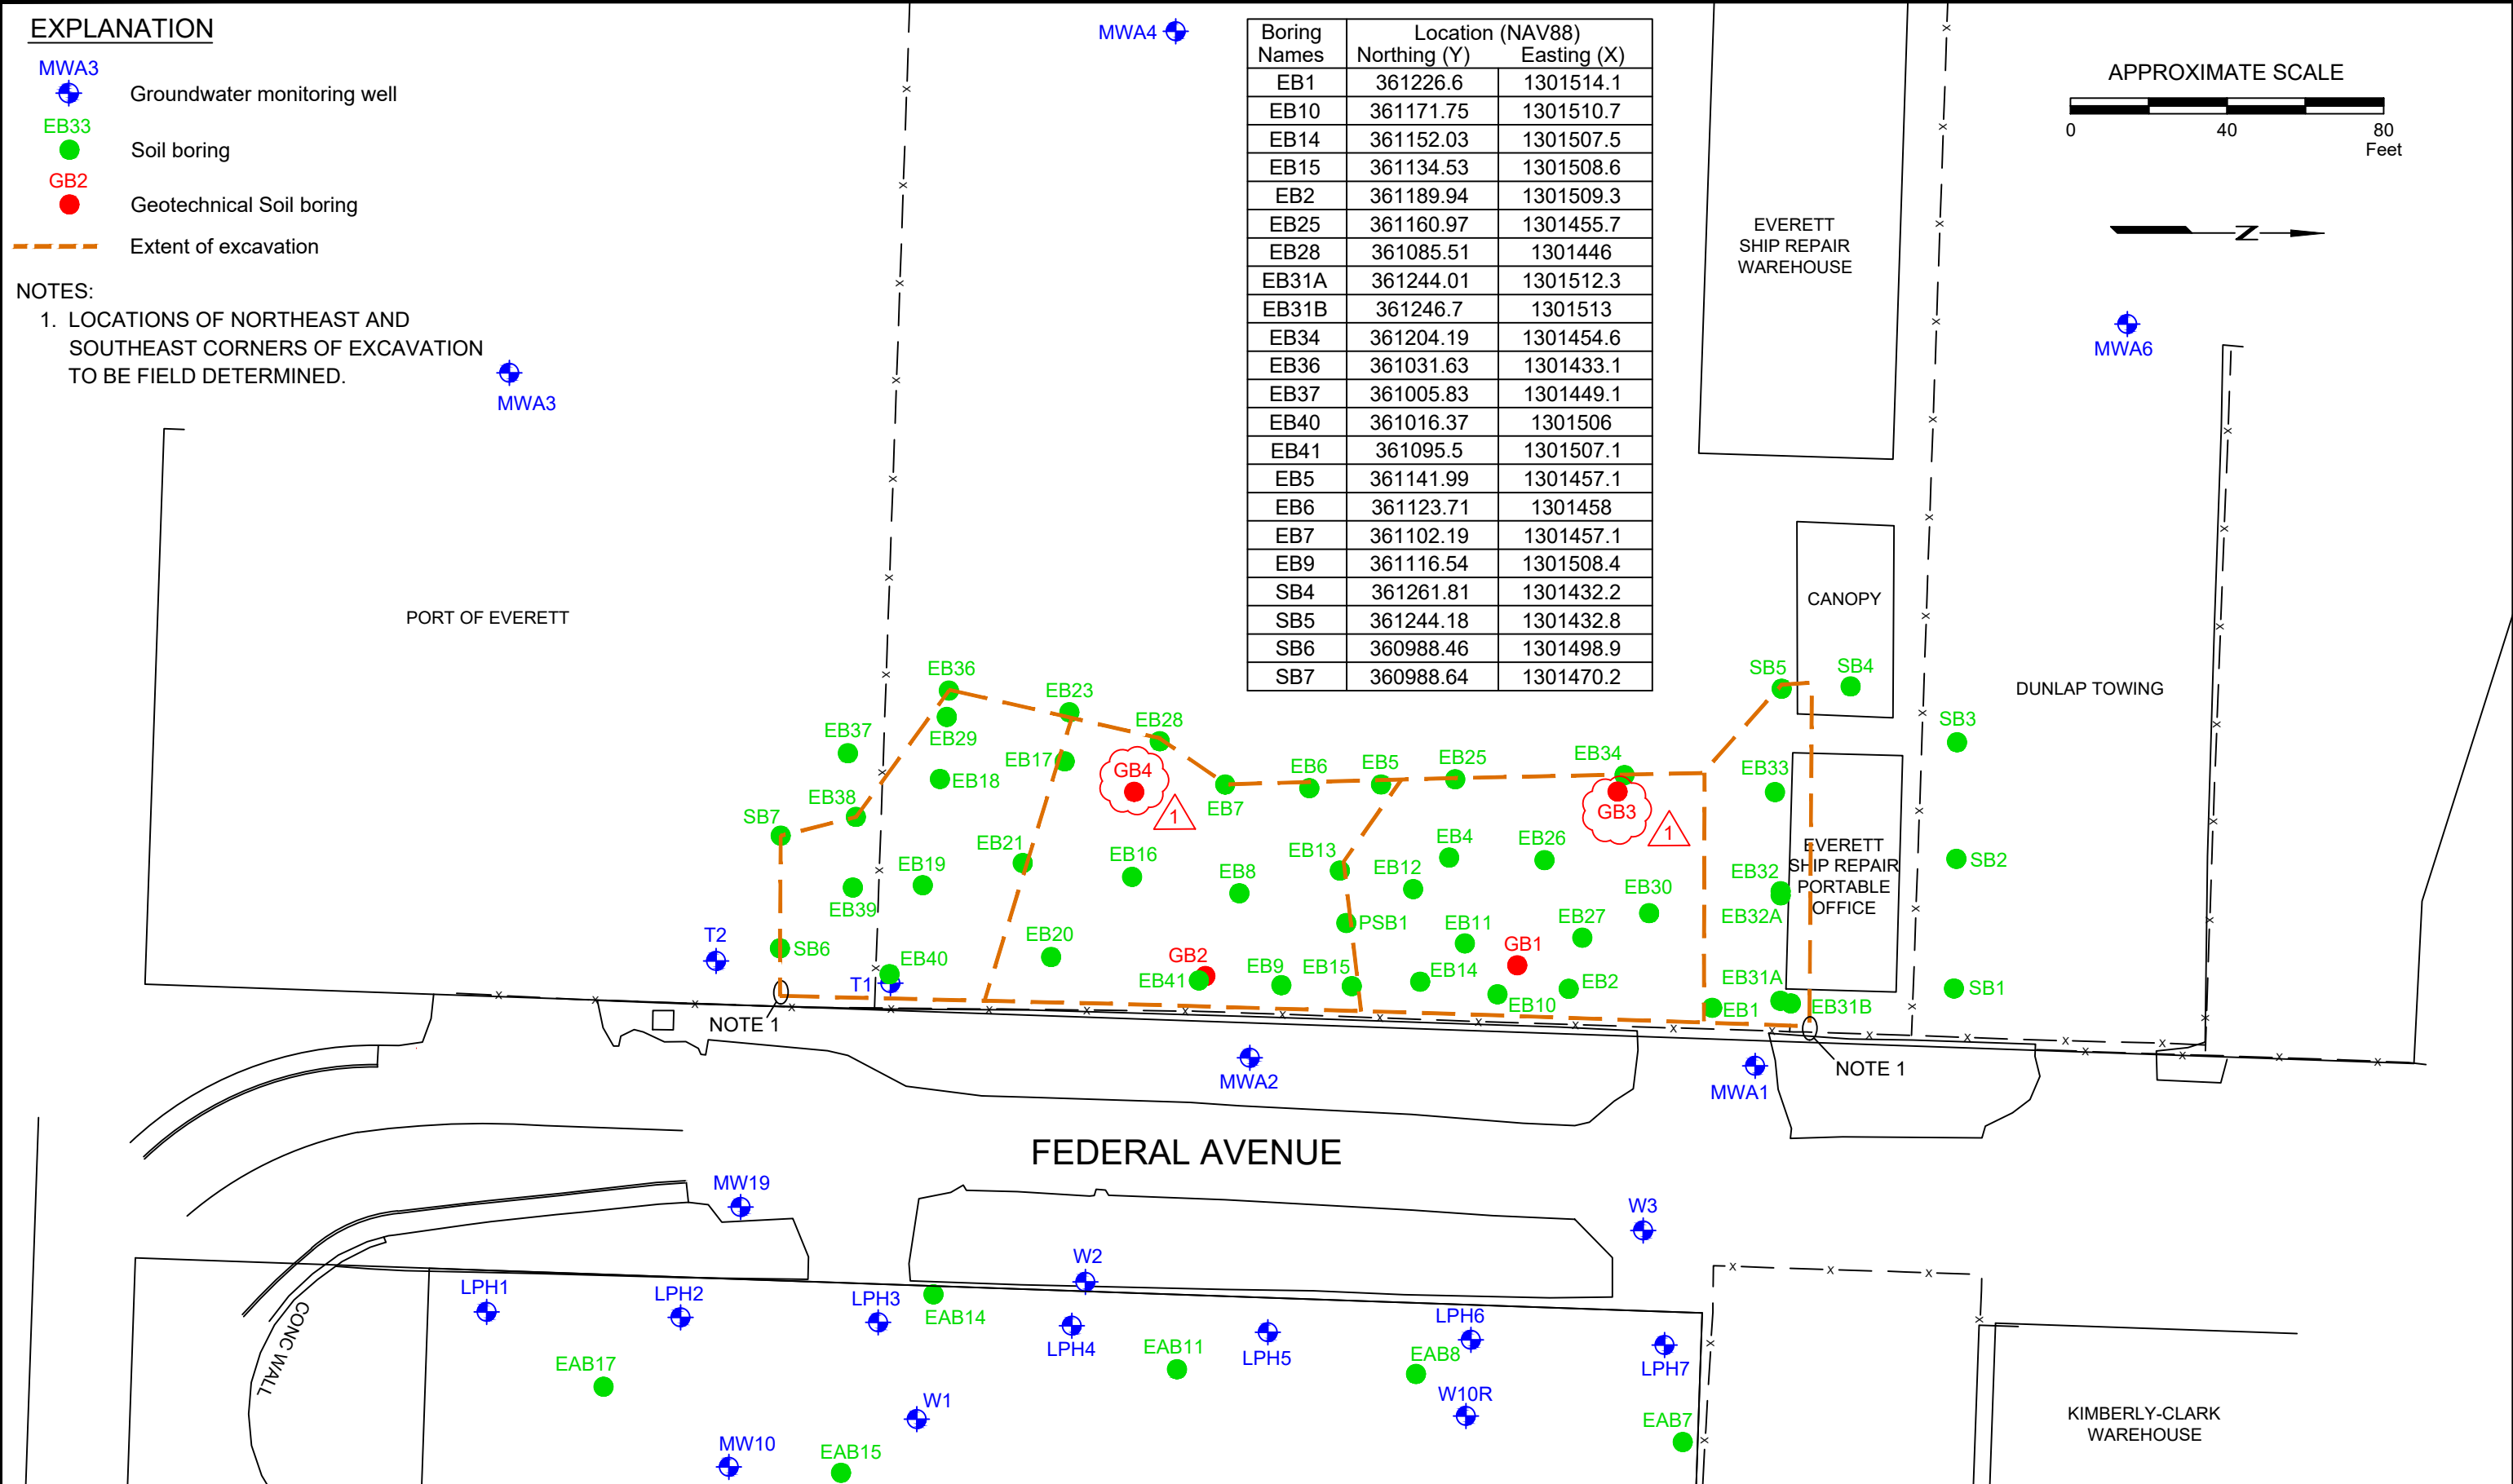 EXPLANATION
MWA3
Groundwater monitoring well
EB33
Soil boring
GB2
Geotechnical Soil boring
Extent of excavation
NOTES:
1. LOCATIONS OF NORTHEAST AND
SOUTHEAST CORNERS OF EXCAVATION
TO BE FIELD DETERMINED.
MWA3
MWA4
Boring Names Location (NAV88)
Northing (Y) Easting (X)
EB1 361226.6 1301514.1
EB10 361171.75 1301510.7
EB14 361152.03 1301507.5
EB15 361134.53 1301508.6
EB2 361189.94 1301509.3
EB25 361160.97 1301455.7
EB28 361085.51 1301446
EB31A 361244.01 1301512.3
EB31B 361246.7 1301513
EB34 361204.19 1301454.6
EB36 361031.63 1301433.1
EB37 361005.83 1301449.1
EB40 361016.37 1301506
EB41 361095.5 1301507.1
EB5 361141.99 1301457.1
EB6 361123.71 1301458
EB7 361102.19 1301457.1
EB9 361116.54 1301508.4
SB4 361261.81 1301432.2
SB5 361244.18 1301432.8
SB6 360988.46 1301498.9
SB7 360988.64 1301470.2
APPROXIMATE SCALE
0 40 80
Feet
N
EVERETT
SHIP REPAIR
WAREHOUSE
MWA6
PORT OF EVERETT
CANOPY
DUNLAP TOWING
EB36
EB23
SB5
SB4
EB28
SB3
EB37
EB29
EB17
EB18
GB4
1
EB7
EB6
EB5
EB25
EB34
GB3
1
EB33
SB7
EB38
EB21
EB19
EB39
EB16
EB8
EB13
EB12
EB4
EB26
EB30
EB32
EB32A
EVERETT
SHIP REPAIR
PORTABLE
OFFICE
SB2
PSB1
EB11
EB27
T2
SB6
EB20
EB40
T1
GB2
EB41
EB9
EB15
EB14
GB1
EB10
EB2
EB31A
EB1
EB31B
SB1
NOTE 1
NOTE 1
MWA2
MWA1
FEDERAL AVENUE
MW19
W3
W2
LPH1
LPH2
LPH3
EAB14
LPH4
LPH5
LPH6
LPH7
CONC WALL
EAB17
EAB11
EAB8
W1
W10R
EAB7
MW10
EAB15
KIMBERLY-CLARK
WAREHOUSE